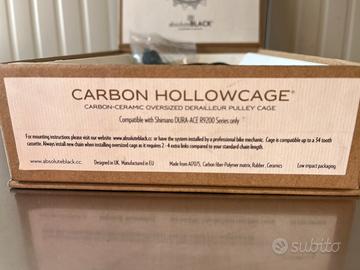 absoluteBLACK
CARBON HOLLOWCAGE®
CARBON-CERAMIC OVERSIZED DERAILLEUR PULLEY CAGE
Compatible with Shimano DURA-ACE R9200 Series only
For mounting instructions please visit our website: www.absoluteblack.cc or have the system installed by a professional bike mechanic. Cage is compatible up to a 34 tooth
cassette. Always install new chain when installing oversized cage as it requires 2 - 4 extra links compared to your standard chain length.
www.absoluteblack.cc Designed in UK, Manufactured in EU Made from Al7075, Carbon fiber-Polymer matrix, Rubber, Ceramics Low impact packaging
subito